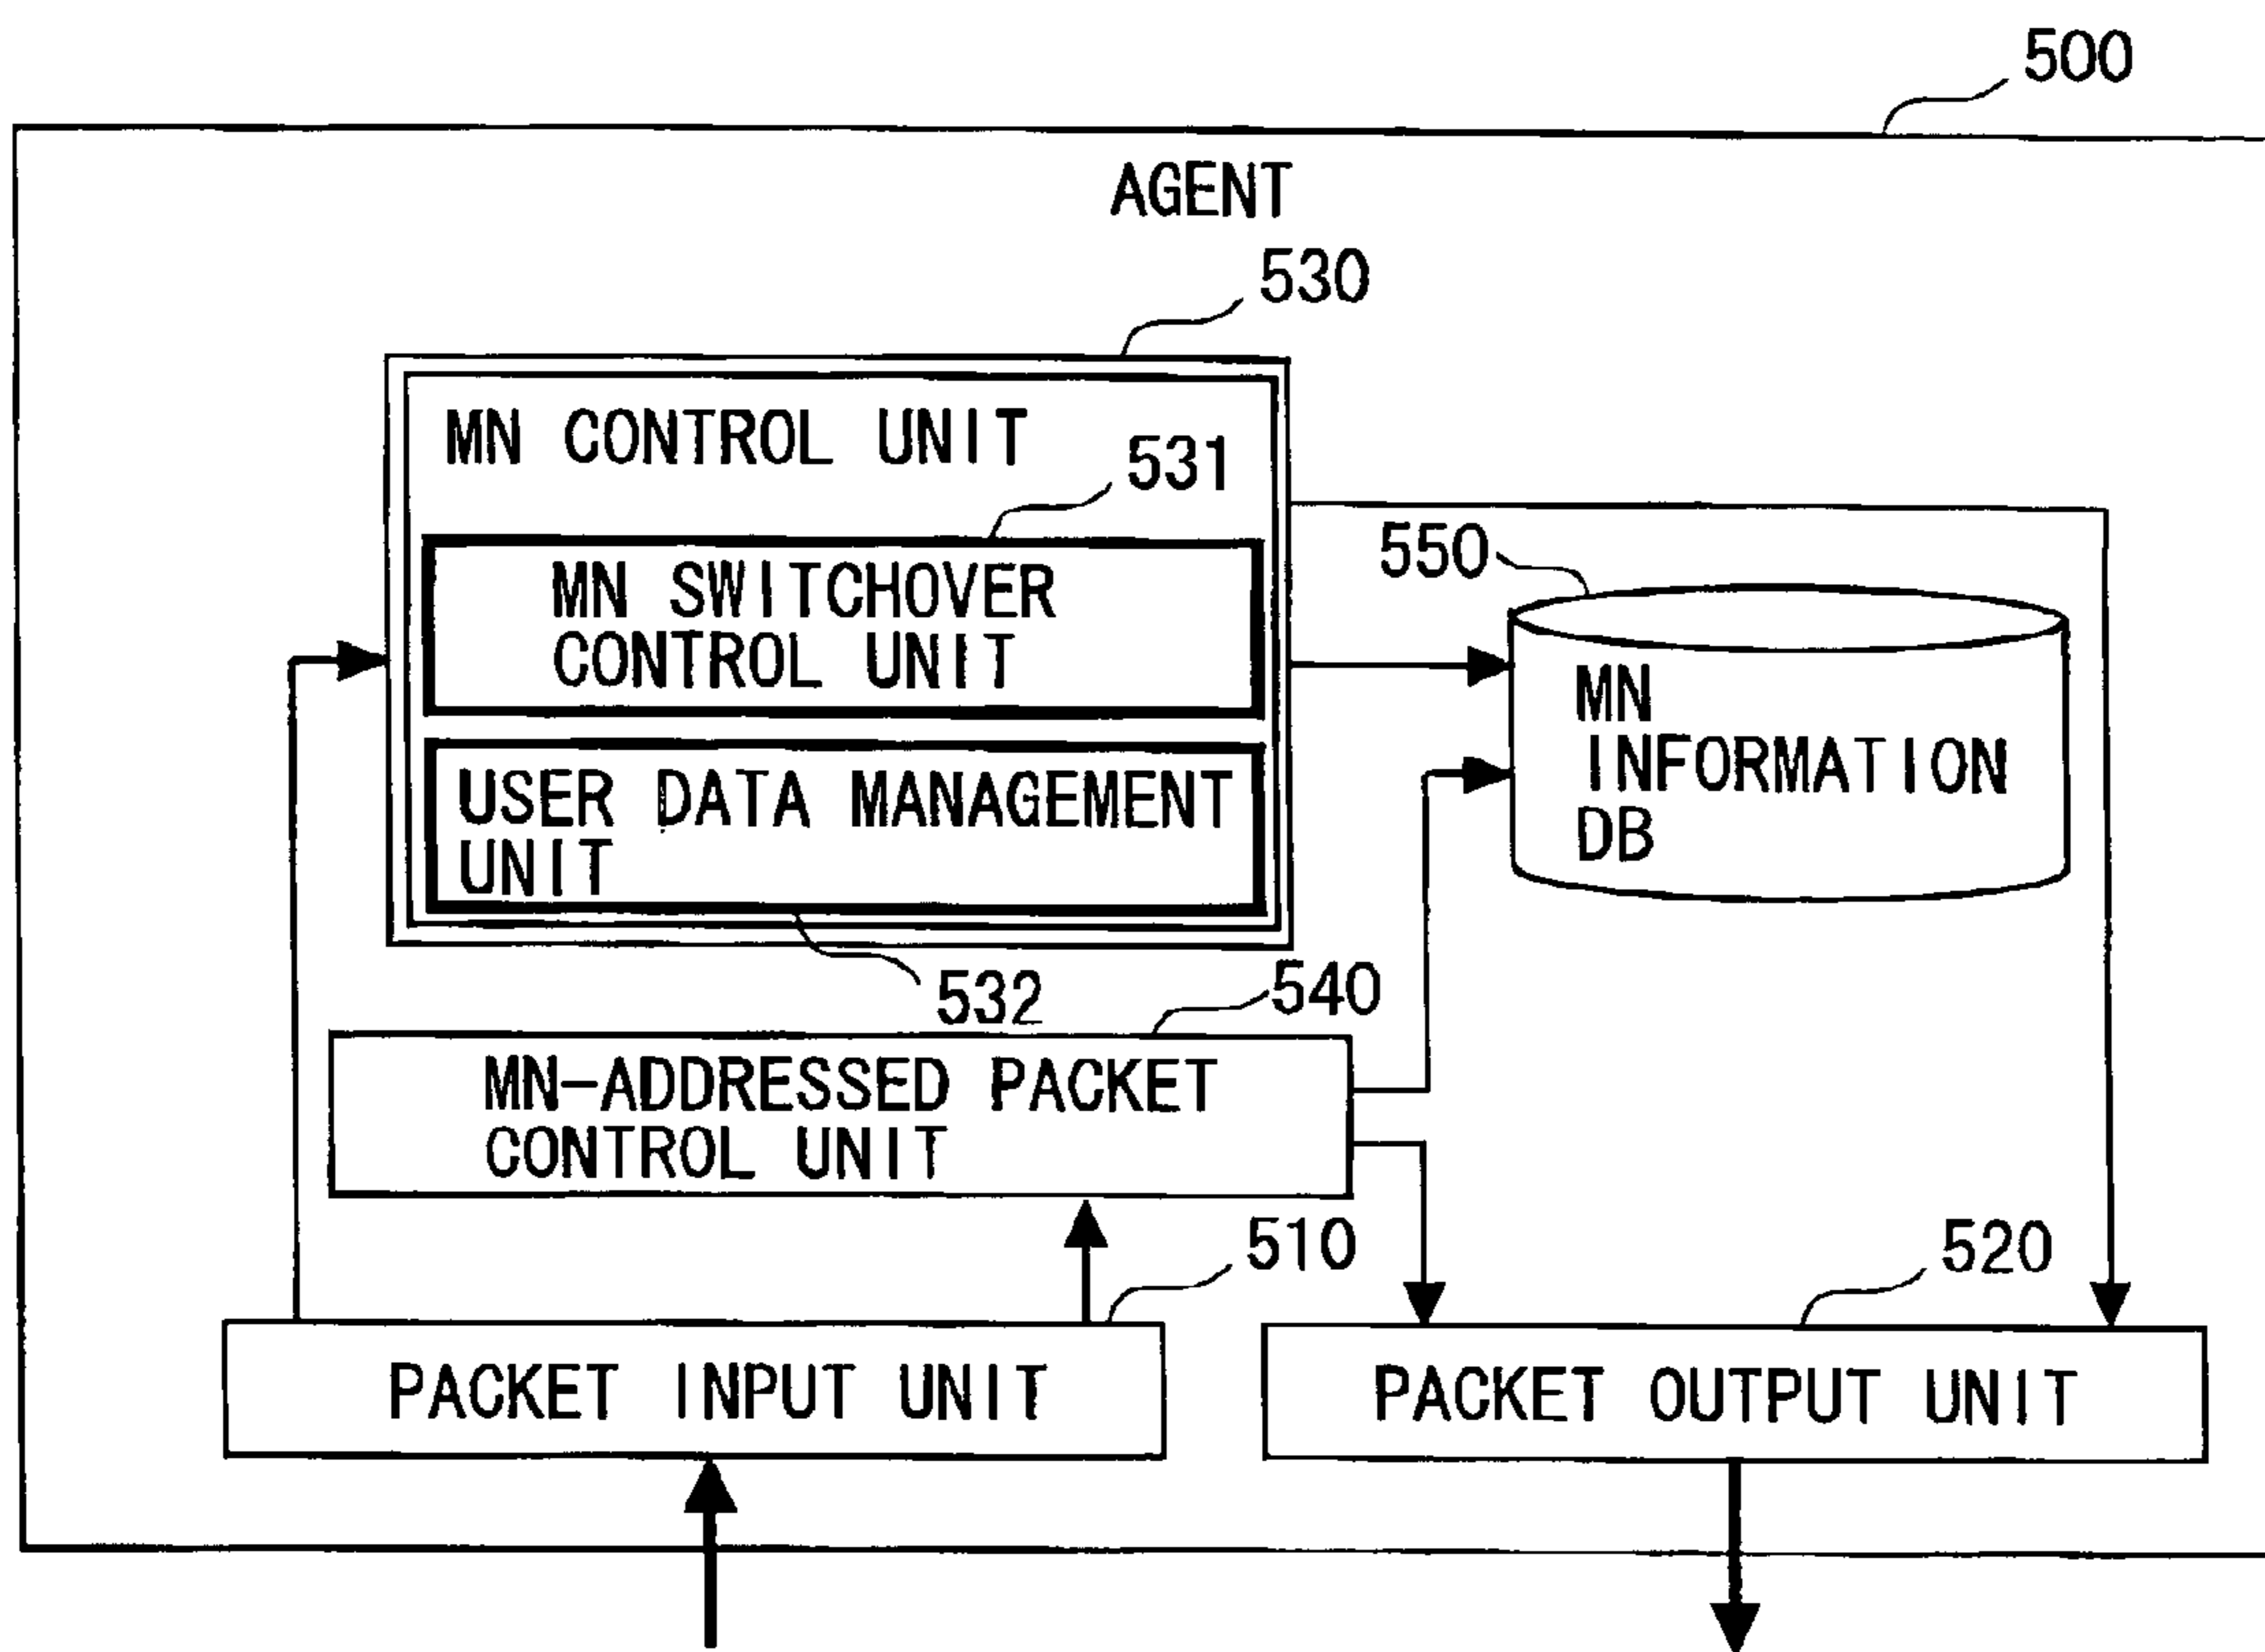 500
AGENT
530
MN CONTROL UNIT
531
MN SWITCHOVER
CONTROL UNIT
550
MN
INFORMATION
DB
USER DATA MANAGEMENT
UNIT
532
540
MN-ADDRESSED PACKET
CONTROL UNIT
510
520
PACKET INPUT UNIT
PACKET OUTPUT UNIT